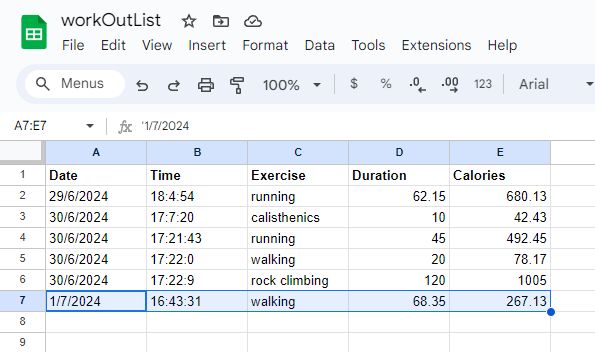 workOutList
File Edit View Insert Format Data Tools Extensions Help
Menus 100% $ % .0 .00 123 Arial
A7:E7 fx '1/7/2024
A B C D E
1 Date Time Exercise Duration Calories
2 29/6/2024 18:4:54 running 62.15 680.13
3 30/6/2024 17:7:20 calisthenics 10 42.43
4 30/6/2024 17:21:43 running 45 492.45
5 30/6/2024 17:22:0 walking 20 78.17
6 30/6/2024 17:22:9 rock climbing 120 1005
7 1/7/2024 16:43:31 walking 68.35 267.13
8
9